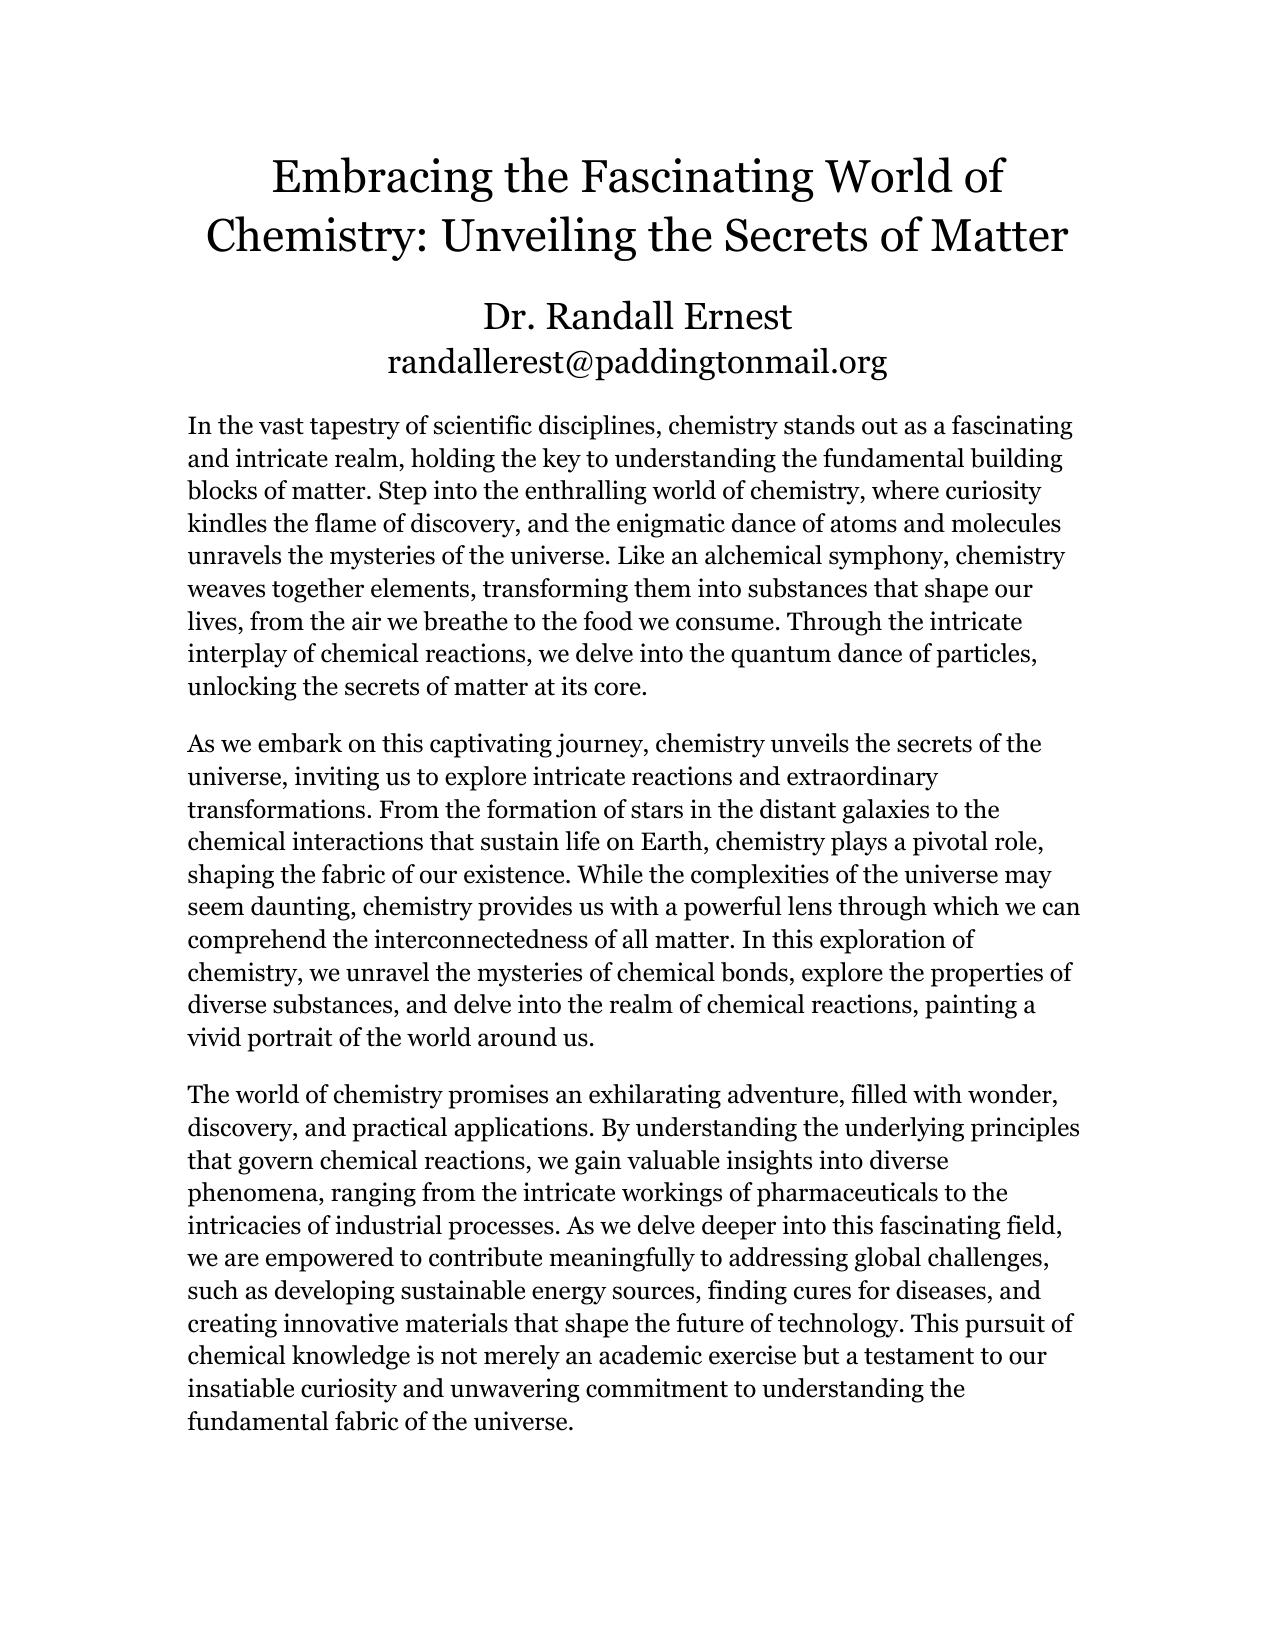 Embracing the Fascinating World of
Chemistry: Unveiling the Secrets of Matter
Dr. Randall Ernest
randallerest@paddingtonmail.org
In the vast tapestry of scientific disciplines, chemistry stands out as a fascinating
and intricate realm, holding the key to understanding the fundamental building
blocks of matter. Step into the enthralling world of chemistry, where curiosity
kindles the flame of discovery, and the enigmatic dance of atoms and molecules
unravels the mysteries of the universe. Like an alchemical symphony, chemistry
weaves together elements, transforming them into substances that shape our
lives, from the air we breathe to the food we consume. Through the intricate
interplay of chemical reactions, we delve into the quantum dance of particles,
unlocking the secrets of matter at its core.
As we embark on this captivating journey, chemistry unveils the secrets of the
universe, inviting us to explore intricate reactions and extraordinary
transformations. From the formation of stars in the distant galaxies to the
chemical interactions that sustain life on Earth, chemistry plays a pivotal role,
shaping the fabric of our existence. While the complexities of the universe may
seem daunting, chemistry provides us with a powerful lens through which we can
comprehend the interconnectedness of all matter. In this exploration of
chemistry, we unravel the mysteries of chemical bonds, explore the properties of
diverse substances, and delve into the realm of chemical reactions, painting a
vivid portrait of the world around us.
The world of chemistry promises an exhilarating adventure, filled with wonder,
discovery, and practical applications. By understanding the underlying principles
that govern chemical reactions, we gain valuable insights into diverse
phenomena, ranging from the intricate workings of pharmaceuticals to the
intricacies of industrial processes. As we delve deeper into this fascinating field,
we are empowered to contribute meaningfully to addressing global challenges,
such as developing sustainable energy sources, finding cures for diseases, and
creating innovative materials that shape the future of technology. This pursuit of
chemical knowledge is not merely an academic exercise but a testament to our
insatiable curiosity and unwavering commitment to understanding the
fundamental fabric of the universe.